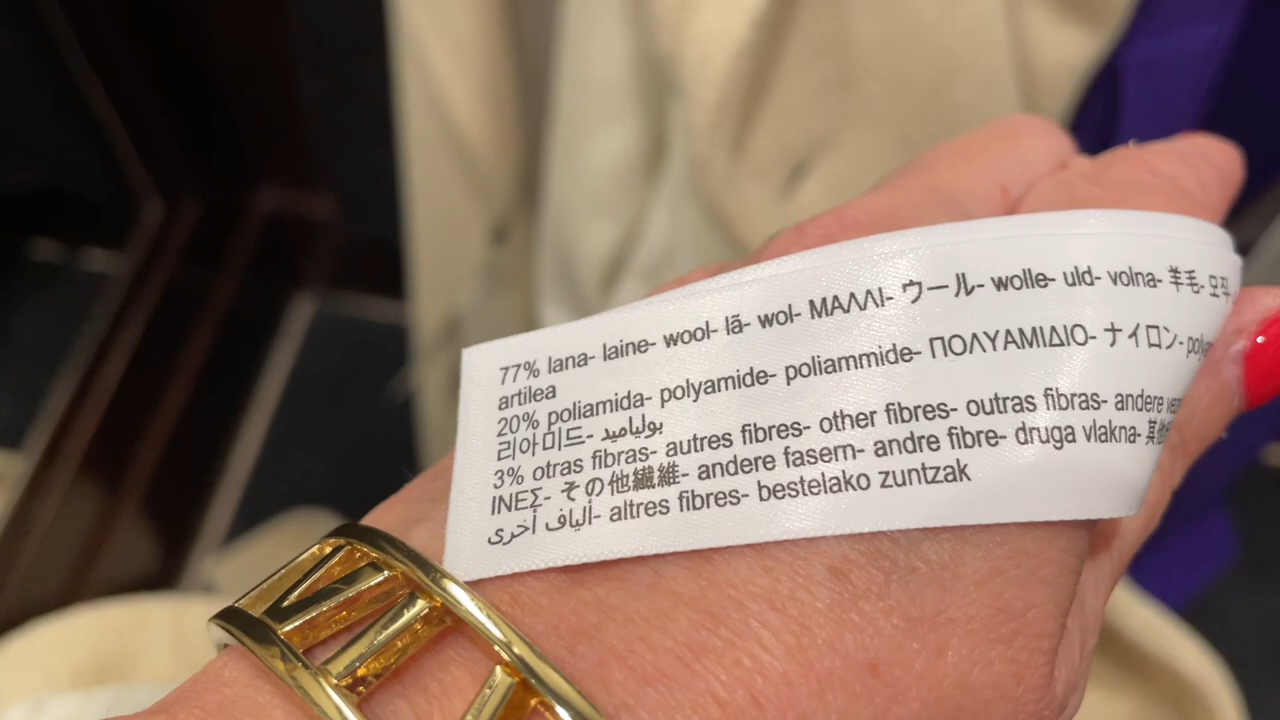 77% lana- laine- wool- lã- wol- ΜΑΛΛΙ- ウール- wolle- uld- volna- 羊毛- 모직
artilea
20% poliamida- polyamide- poliammide- ΠΟΛΥΑΜΙΔΙΟ- ナイロン-
리아미드- بولياميد
3% otras fibras- autres fibres- other fibres- outras fibras- andere
ΙΝΕΣ- その他繊維- andere fasern- andre fibre- druga vlakna-
ألياف أخرى- altres fibres- bestelako zuntzak